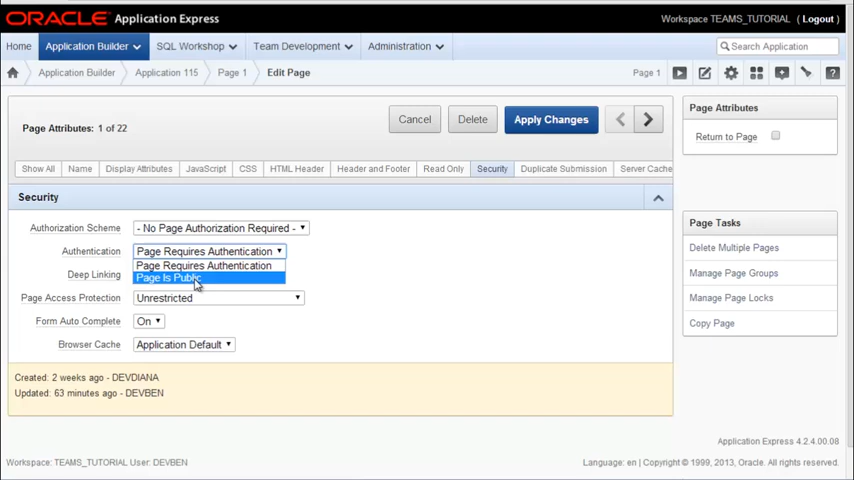 ORACLE Application Express
Workspace TEAMS_TUTORIAL (Logout)
Home Application Builder SQL Workshop Team Development Administration
Search Application
Application Builder Application 115 Page 1 Edit Page
Page 1
Page Attributes: 1 of 22
Cancel Delete Apply Changes
Show All Name Display Attributes JavaScript CSS HTML Header Header and Footer Read Only Security Duplicate Submission Server Cache
Security
Authorization Scheme - No Page Authorization Required -
Authentication Page Requires Authentication
Page Requires Authentication
Page Is Public
Deep Linking
Page Access Protection Unrestricted
Form Auto Complete On
Browser Cache Application Default
Created: 2 weeks ago - DEVDIANA
Updated: 63 minutes ago - DEVBEN
Page Attributes
Return to Page
Page Tasks
Delete Multiple Pages
Manage Page Groups
Manage Page Locks
Copy Page
Application Express 4.2.4.00.08
Workspace: TEAMS_TUTORIAL User: DEVBEN
Language: en | Copyright © 1999, 2013, Oracle. All rights reserved.